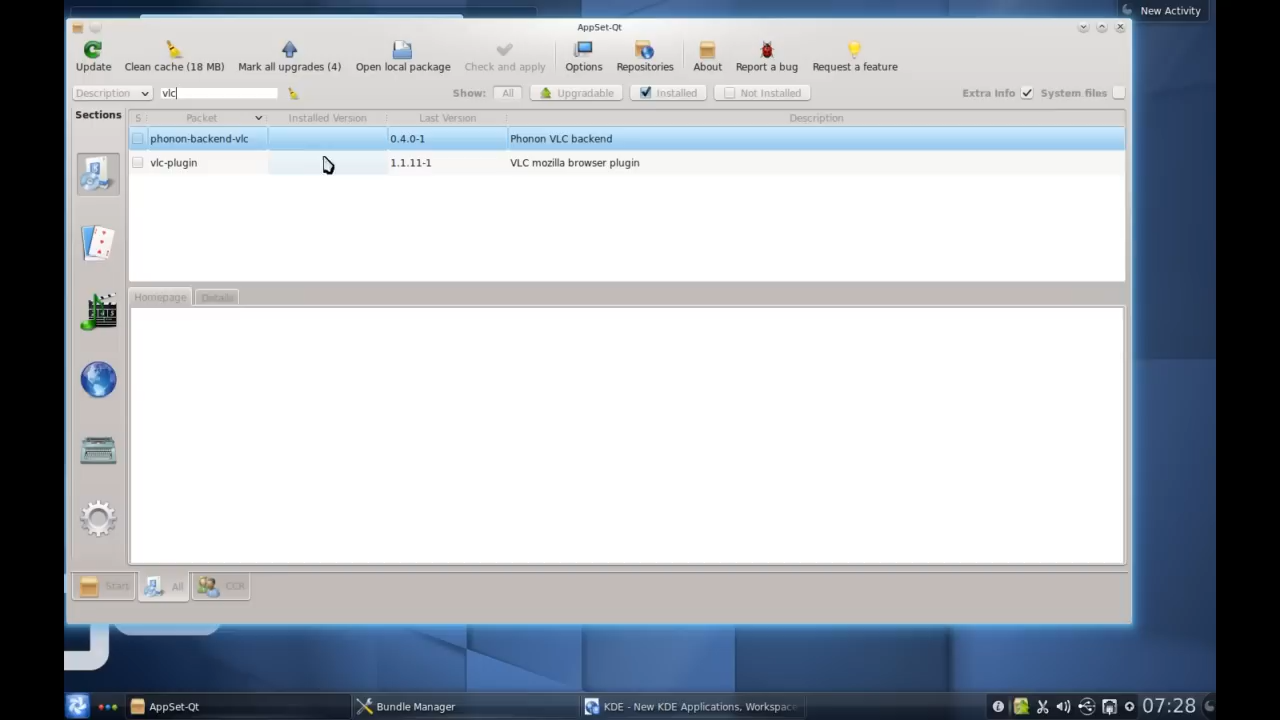 New Activity
AppSet-Qt
Update
Clean cache (18 MB)
Mark all upgrades (4)
Open local package
Check and apply
Options
Repositories
About
Report a bug
Request a feature
Description
vlc
Show:
All
Upgradable
Installed
Not Installed
Extra Info
System files
Sections
S Packet Installed Version Last Version Description
phonon-backend-vlc 0.4.0-1 Phonon VLC backend
vlc-plugin 1.1.11-1 VLC mozilla browser plugin
Homepage
Details
Start
All
CCR
AppSet-Qt
Bundle Manager
KDE - New KDE Applications, Workspac
07:28